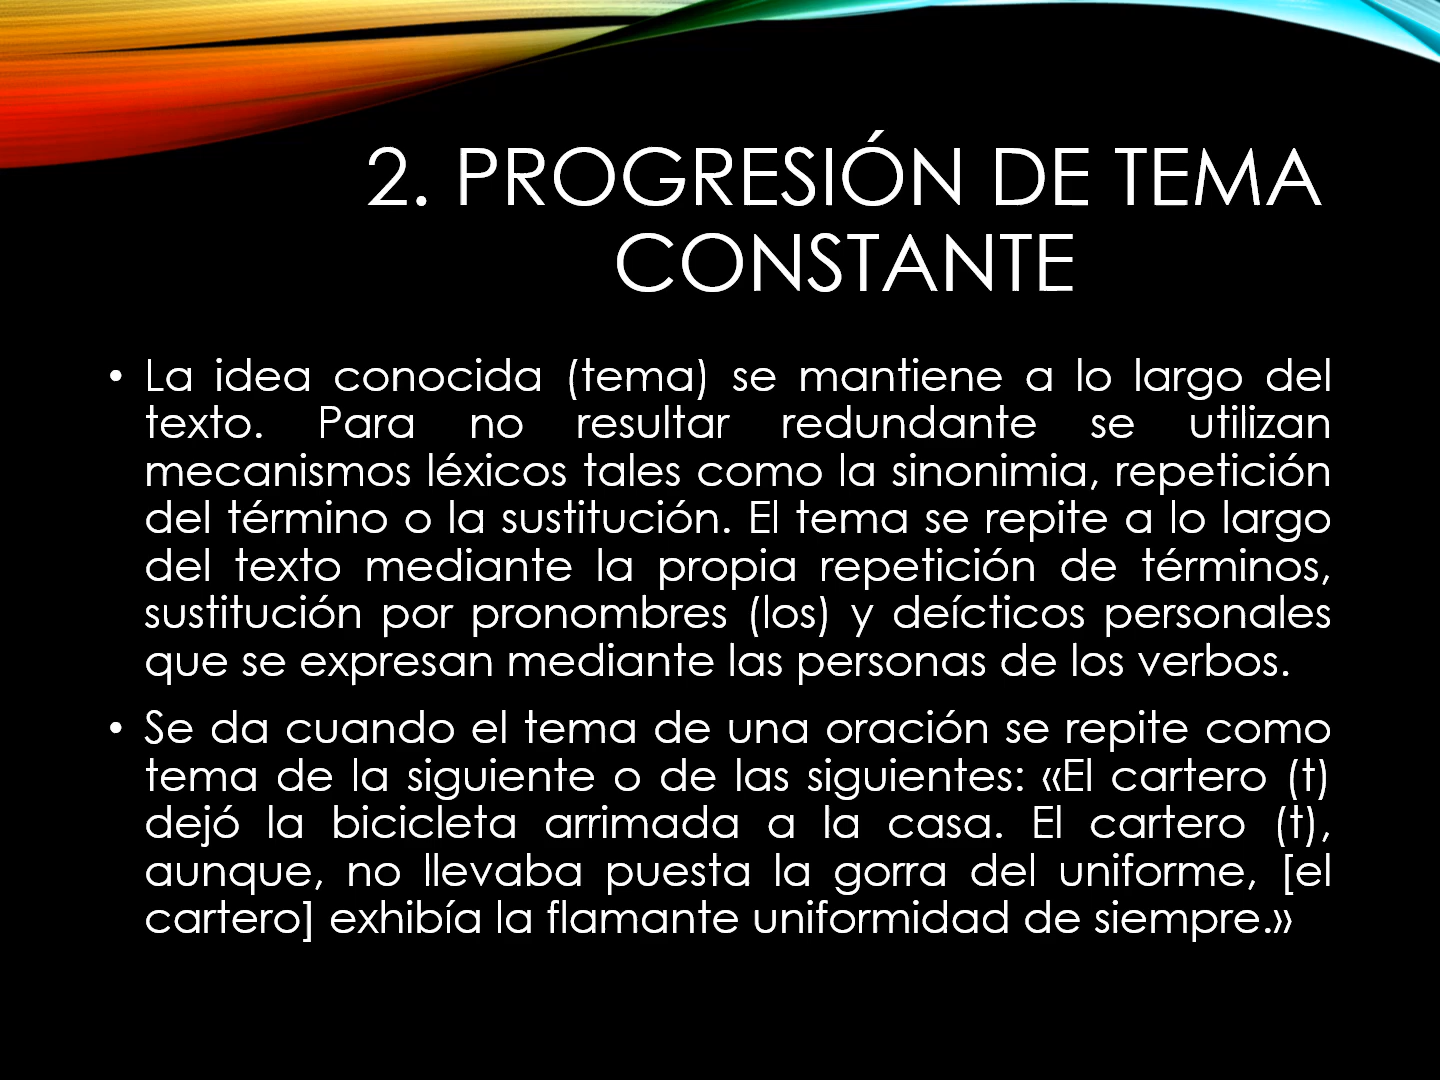 2. PROGRESIÓN DE TEMA
CONSTANTE
• La idea conocida (tema) se mantiene a lo largo del
texto. Para no resultar redundante se utilizan
mecanismos léxicos tales como la sinonimia, repetición
del término o la sustitución. El tema se repite a lo largo
del texto mediante la propia repetición de términos,
sustitución por pronombres (los) y deícticos personales
que se expresan mediante las personas de los verbos.
• Se da cuando el tema de una oración se repite como
tema de la siguiente o de las siguientes: «El cartero (t)
dejó la bicicleta arrimada a la casa. El cartero (t),
aunque, no llevaba puesta la gorra del uniforme, [el
cartero] exhibía la flamante uniformidad de siempre.»